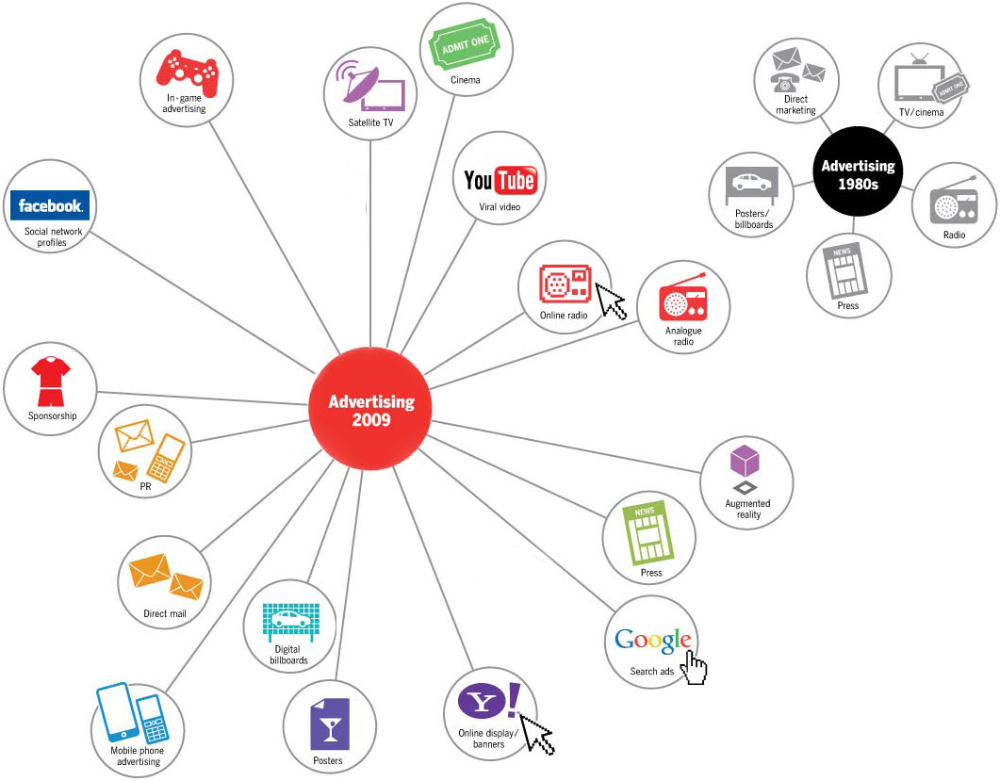 ADMIT ONE
Cinema
In-game
advertising
Satellite TV
Direct
marketing
ADMIT ONE
TV/cinema
Advertising
1980s
Posters/
billboards
Radio
NEWS
Press
You Tube
Viral video
facebook.
Social network
profiles
Online radio
Analogue
radio
Advertising
2009
Sponsorship
PR
Augmented
reality
NEWS
Press
Direct mail
Digital
billboards
Google
Search ads
Mobile phone
advertising
Posters
Y!
Online display/
banners